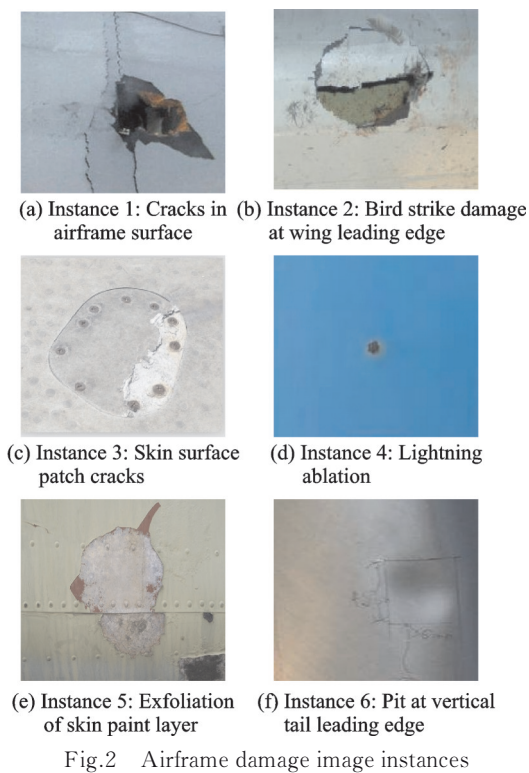 (a) Instance 1: Cracks in
airframe surface
(b) Instance 2: Bird strike damage
at wing leading edge
(c) Instance 3: Skin surface
patch cracks
(d) Instance 4: Lightning
ablation
(e) Instance 5: Exfoliation
of skin paint layer
(f) Instance 6: Pit at vertical
tail leading edge
Fig.2 Airframe damage image instances